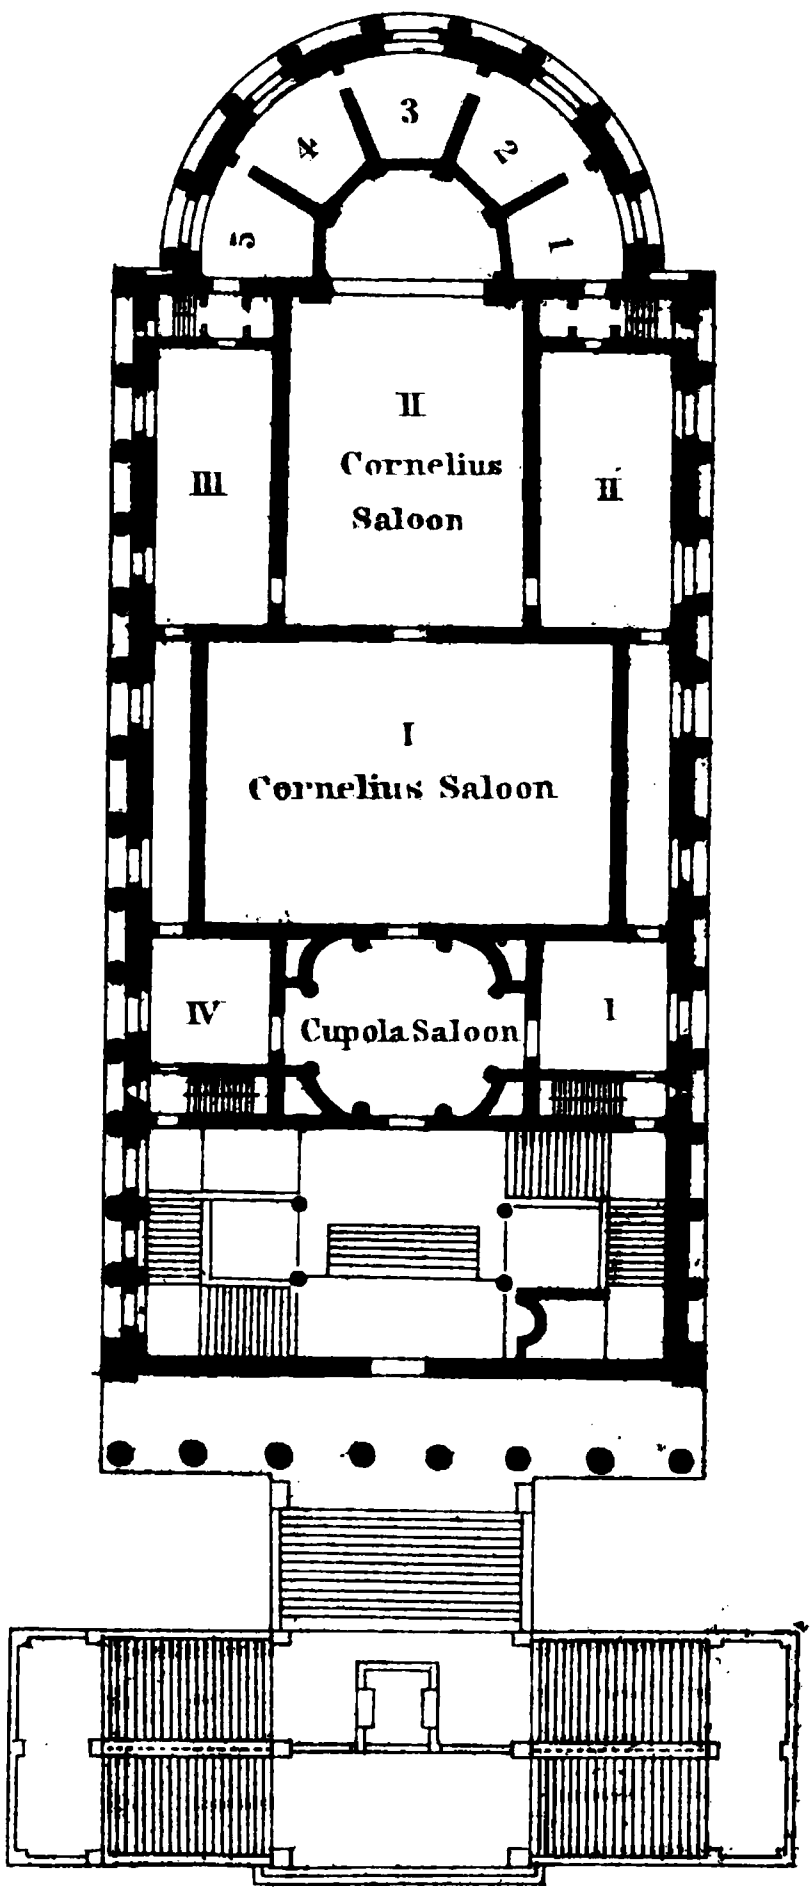 3
4
2
5
1
II
Cornelius
Saloon
III
II
I
Cornelius Saloon
IV
Cupola Saloon
I